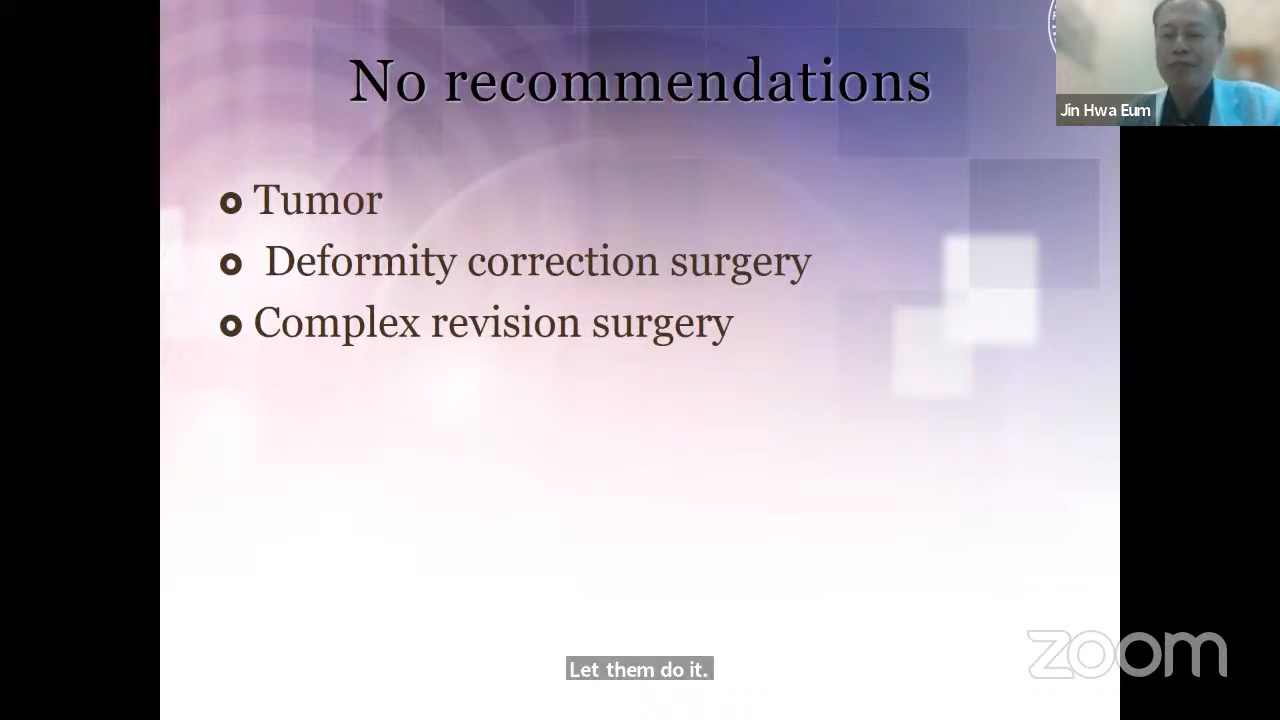 No recommendations
Jin Hwa Eum
Tumor
Deformity correction surgery
Complex revision surgery
Let them do it.
zoom